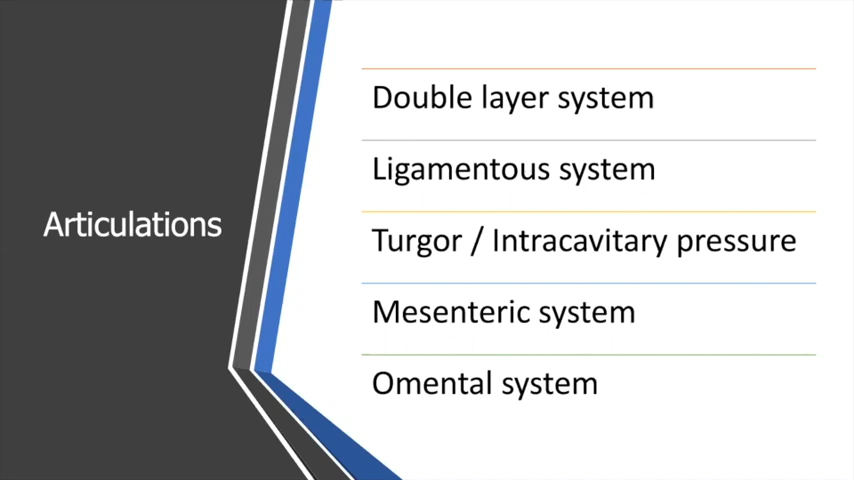 Articulations
Double layer system
Ligamentous system
Turgor / Intracavitary pressure
Mesenteric system
Omental system